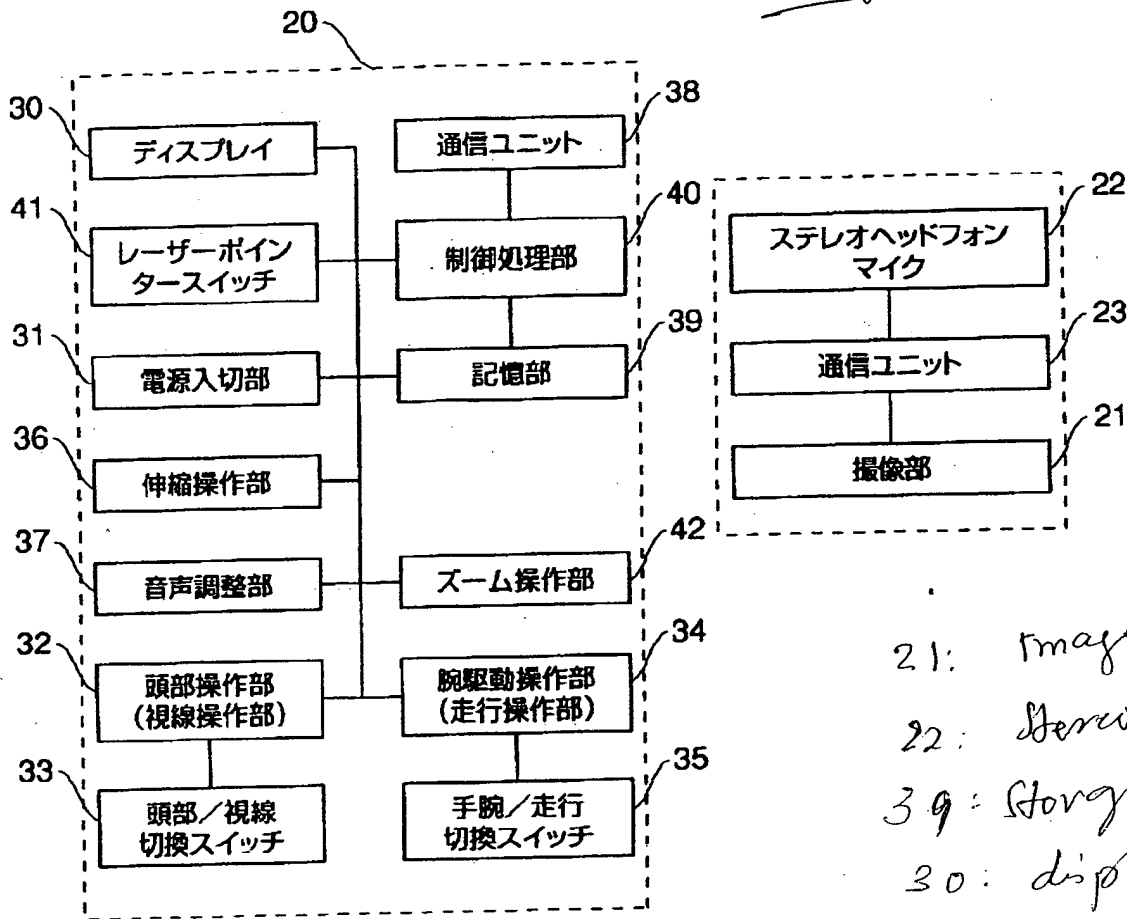 20
30
ディスプレイ
38
通信ユニット
41
レーザーポイン
タースイッチ
40
制御処理部
31
電源入切部
39
記憶部
36
伸縮操作部
37
音声調整部
42
ズーム操作部
32
頭部操作部
(視線操作部)
34
腕駆動操作部
(走行操作部)
33
頭部/視線
切換スイッチ
35
手腕/走行
切換スイッチ
22
ステレオヘッドフォン
マイク
23
通信ユニット
21
撮像部
21:
22:
39:
30: